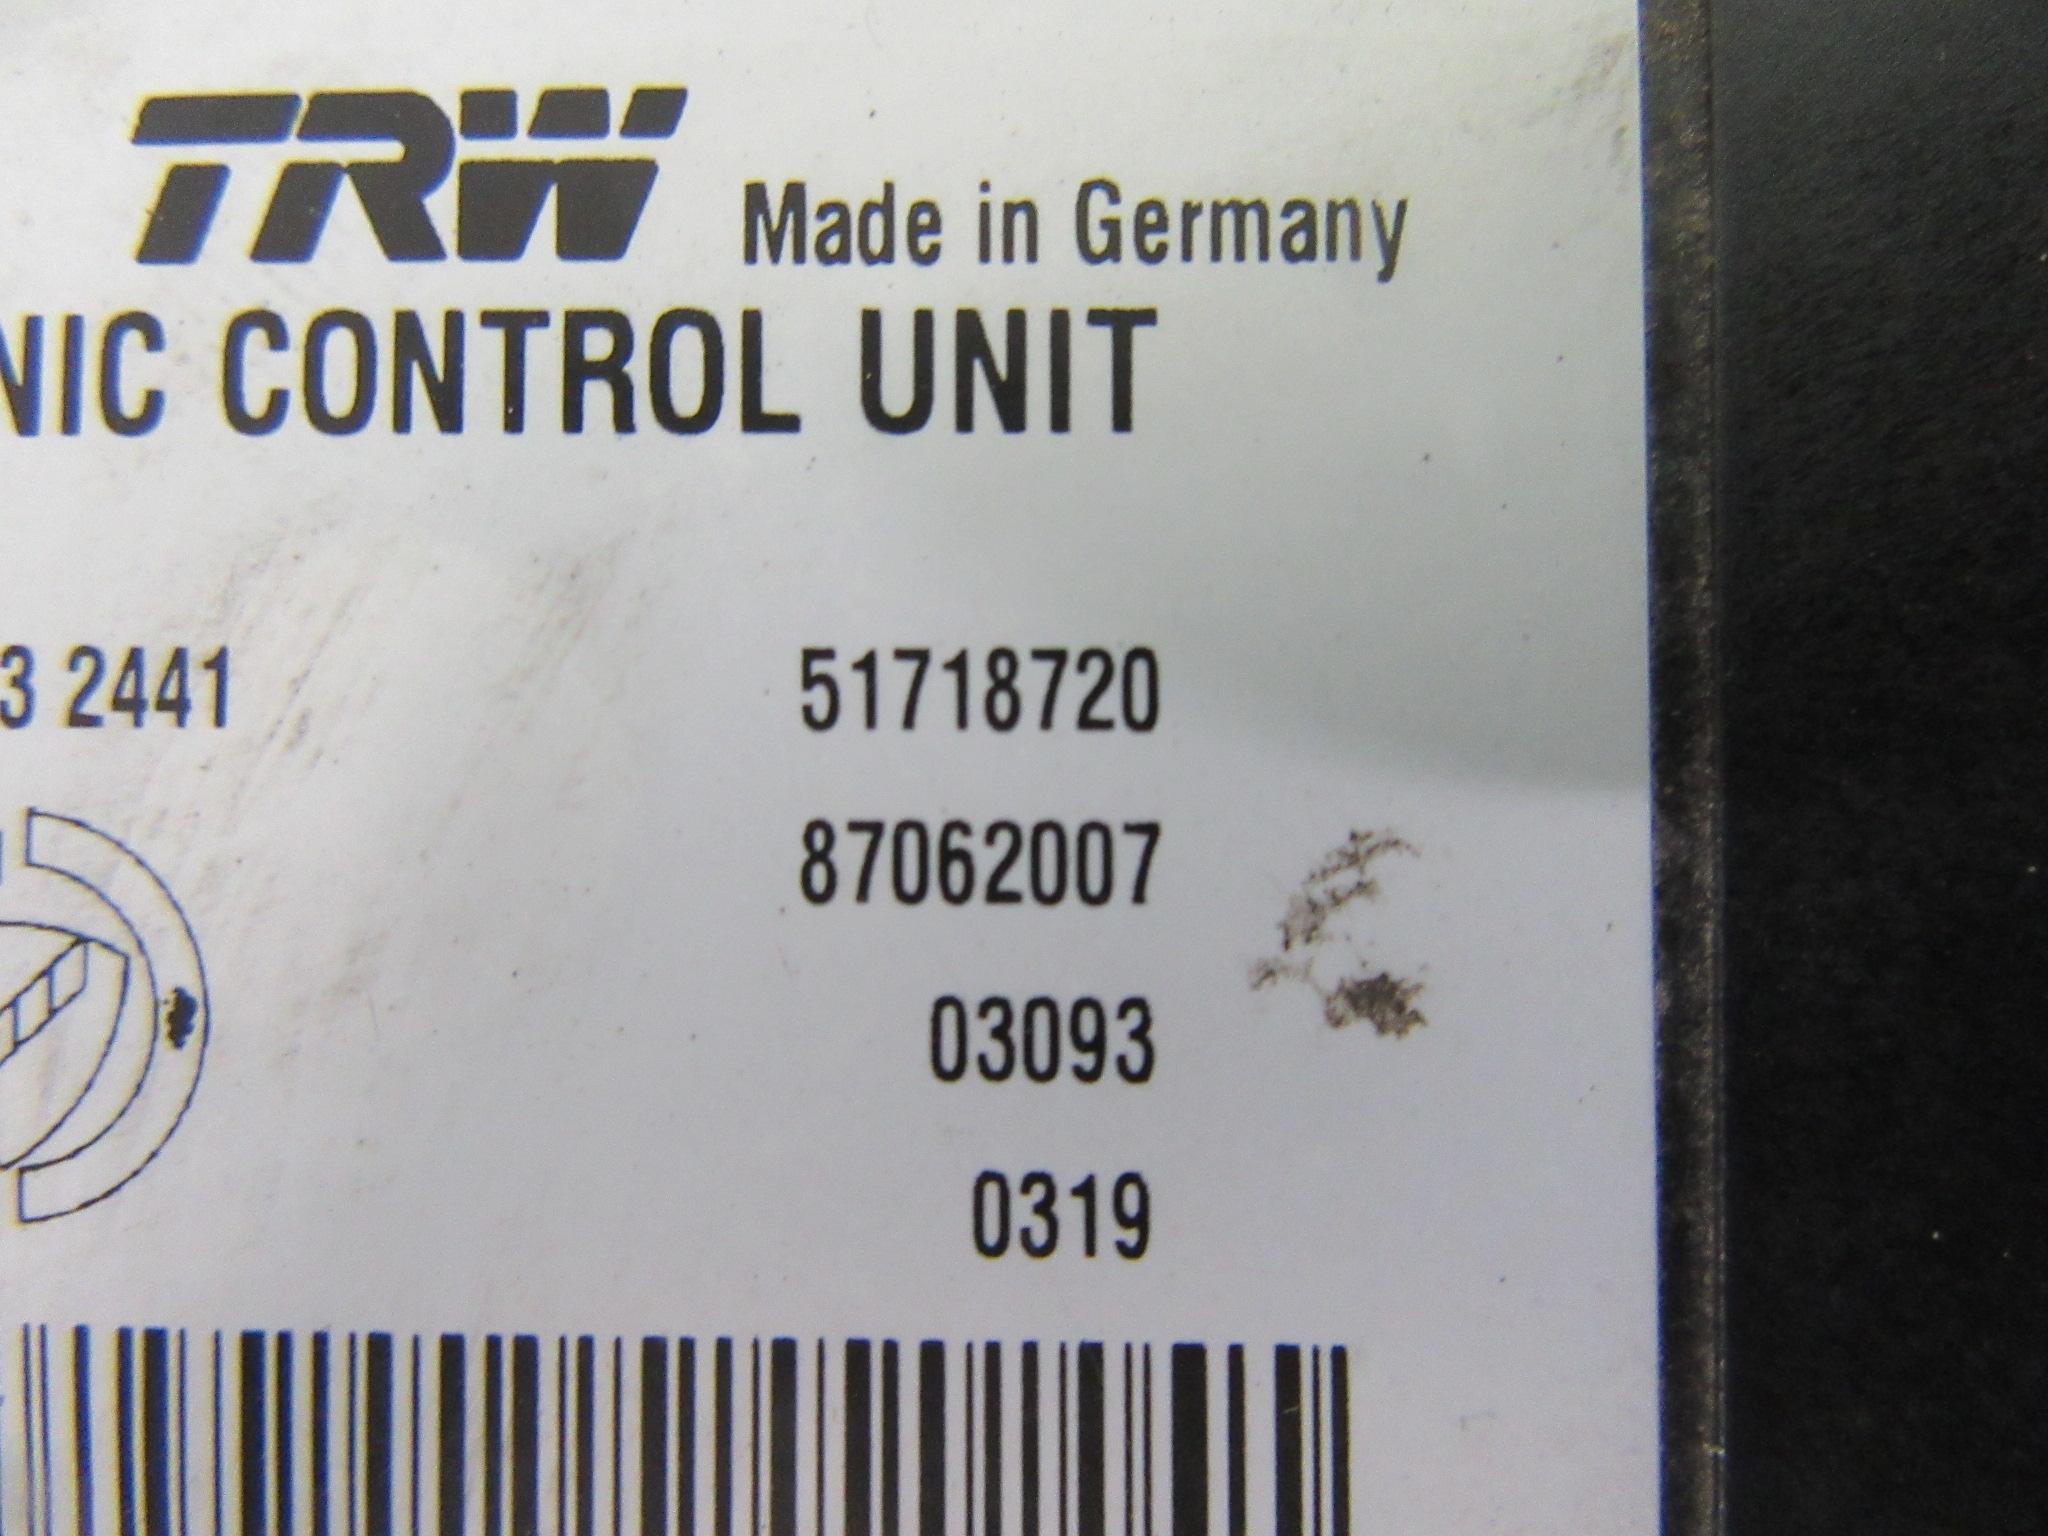 TRW Made in Germany
NIC CONTROL UNIT
3 2441 51718720
87062007
03093
0319